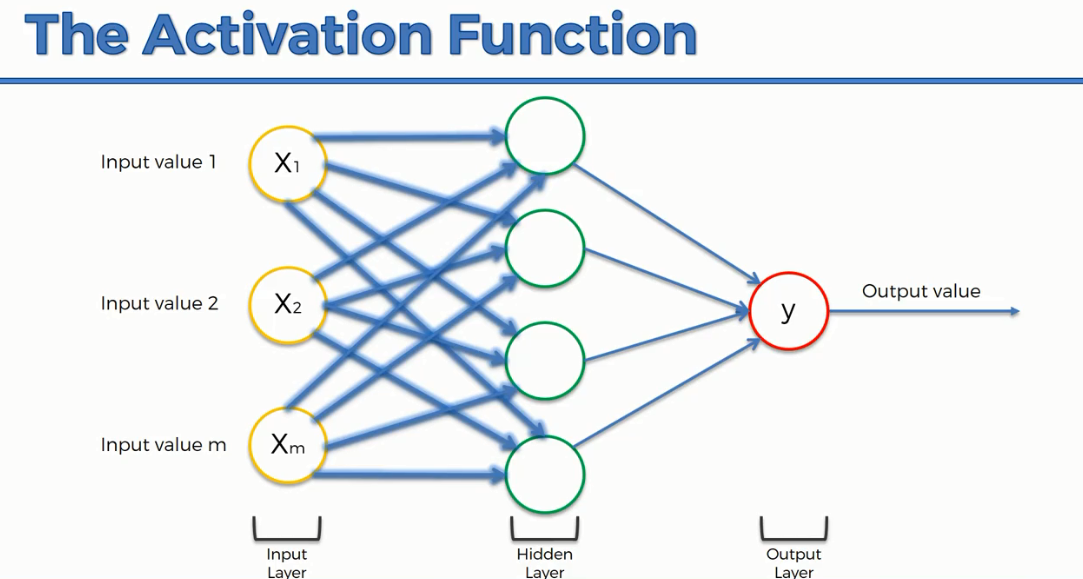 The Activation Function
Input value 1
X1
Input value 2
X2
Input value m
Xm
y
Output value
Input
Layer
Hidden
Layer
Output
Layer